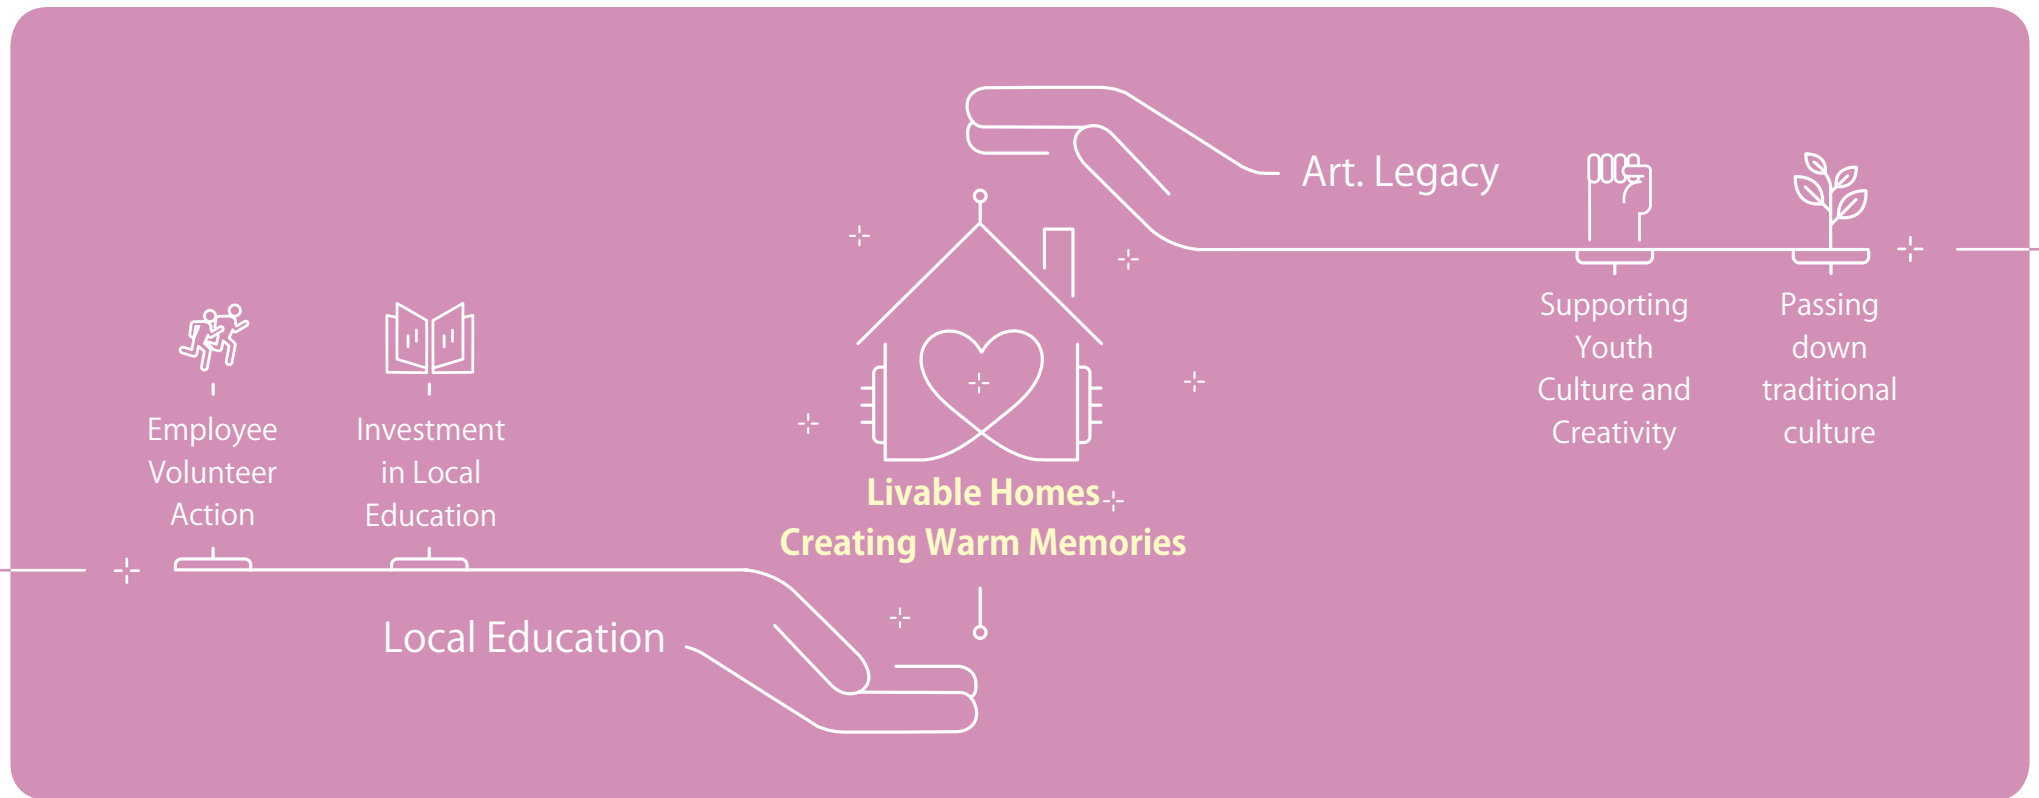 Art. Legacy
Supporting
Youth
Culture and
Creativity
Passing
down
traditional
culture
Employee
Volunteer
Action
Investment
in Local
Education
Livable Homes
Creating Warm Memories
Local Education